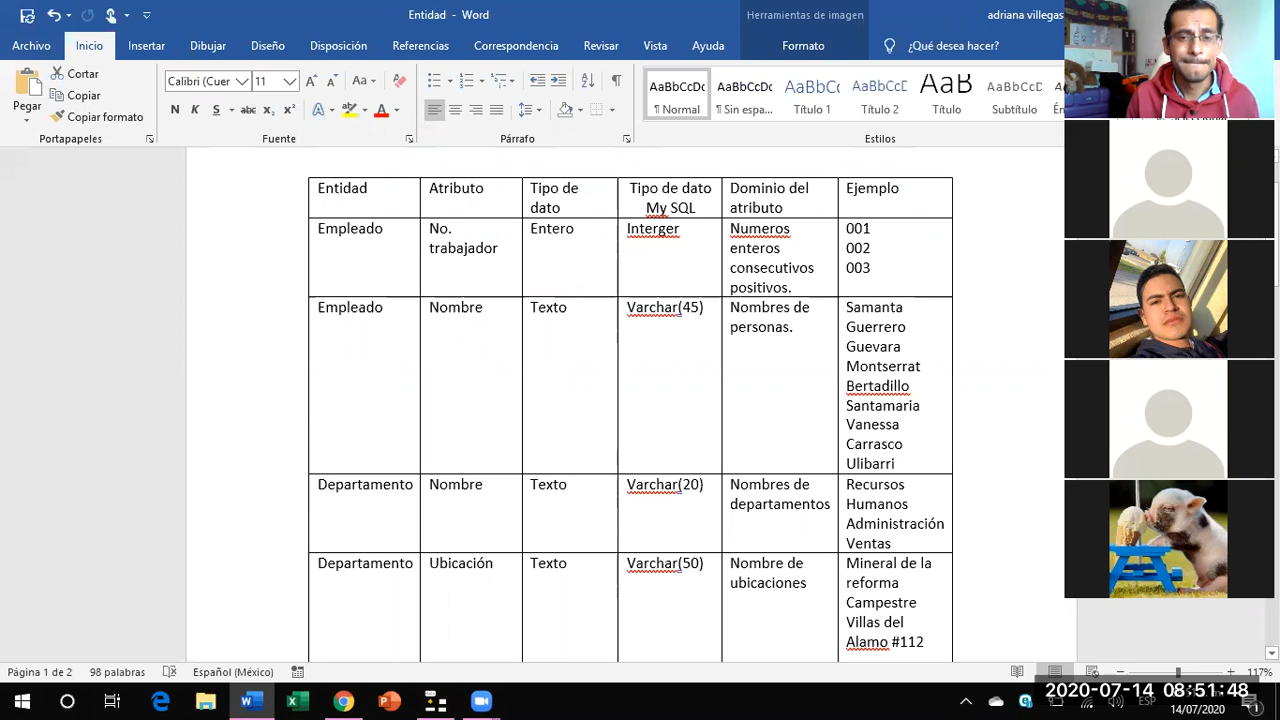 Entidad - Word
Herramientas de imagen
adriana villegas
Archivo Inicio Insertar Dibujar Diseño Disposición Referencias Correspondencia Revisar Vista Ayuda Formato ¿Qué desea hacer?
Pegar
Cortar
Copiar
Copiar formato
Portapapeles
Calibri (Cuer 11
Fuente
Párrafo
AaBbCcDc AaBbCcDc AaBbC AaBbCcD AaB AaBbCcD
¶ Normal ¶ Sin espa... Título 1 Título 2 Título Subtítulo
Estilos
Entidad
Atributo
Tipo de
dato
Tipo de dato
My SQL
Dominio del
atributo
Ejemplo
Empleado
No.
trabajador
Entero
Interger
Numeros
enteros
consecutivos
positivos.
001
002
003
Empleado
Nombre
Texto
Varchar(45)
Nombres de
personas.
Samanta
Guerrero
Guevara
Montserrat
Bertadillo
Santamaria
Vanessa
Carrasco
Ulibarri
Departamento
Nombre
Texto
Varchar(20)
Nombres de
departamentos
Recursos
Humanos
Administración
Ventas
Departamento
Ubicación
Texto
Varchar(50)
Nombre de
ubicaciones
Mineral de la
reforma
Campestre
Villas del
Alamo #112
Página 1 de 2 98 palabras Español (México)
117%
2020-07-14 08:51:48
ESP
14/07/2020